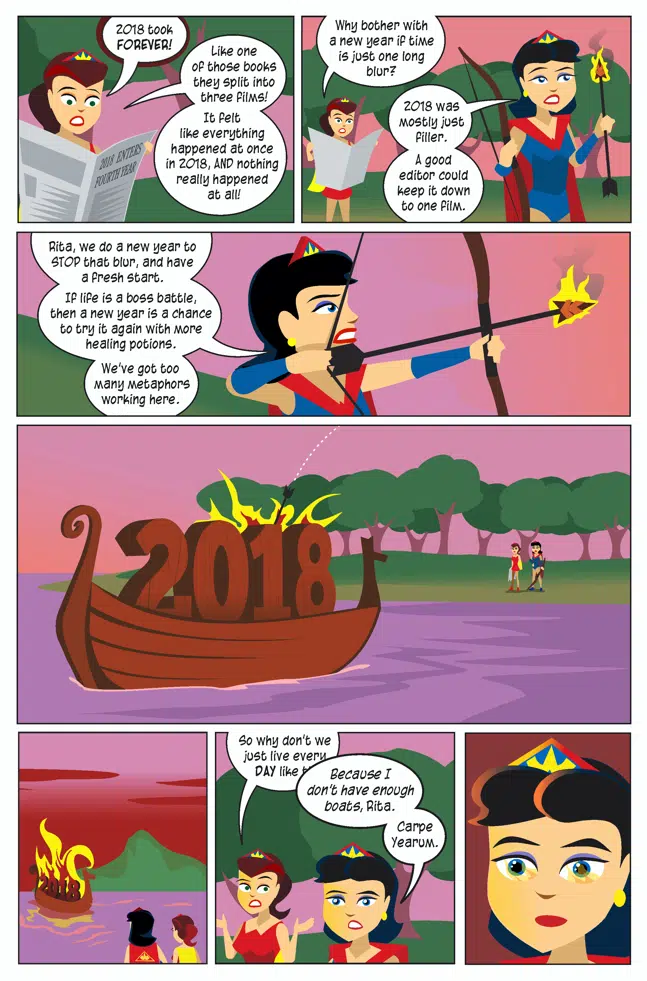 2018 took
FOREVER!
Like one
of those books
they split into
three films!
It felt
like everything
happened at once
in 2018, AND nothing
really happened
at all!
2018 ENTERS
FOURTH YEAR
Why bother with
a new year if time
is just one long
blur?
2018 was
mostly just
filler.
A good
editor could
keep it down
to one film.
Rita, we do a new year to
STOP that blur, and have
a fresh start.
If life is a boss battle,
then a new year is a chance
to try it again with more
healing potions.
We've got too
many metaphors
working here.
2018
2018
So why don't we
just live every
DAY like
Because I
don't have enough
boats, Rita.
Carpe
Yearum.